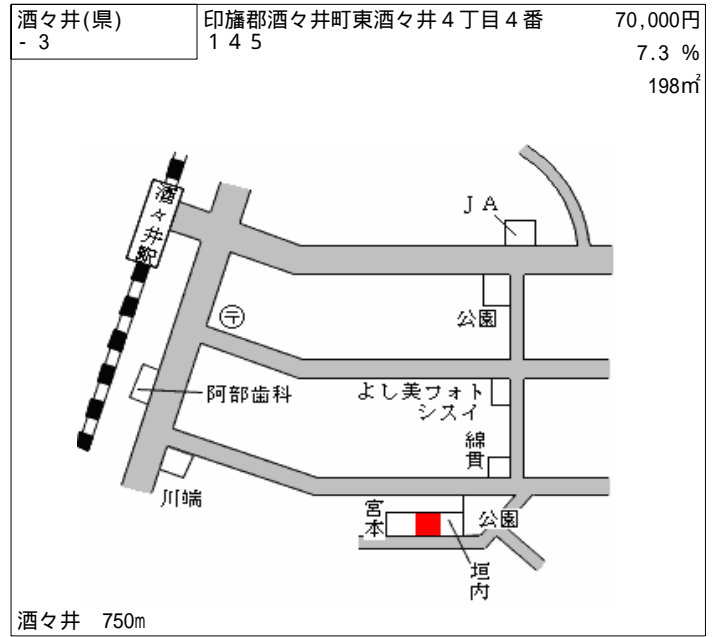 酒々井(県)
- 3
印旛郡酒々井町東酒々井４丁目４番
１４５
70,000円
7.3 %
198㎡
酒々井駅
ＪＡ
公園
〒
阿部歯科
よし美フォト
シスイ
綿貫
川端
宮本
公園
垣内
酒々井 750m